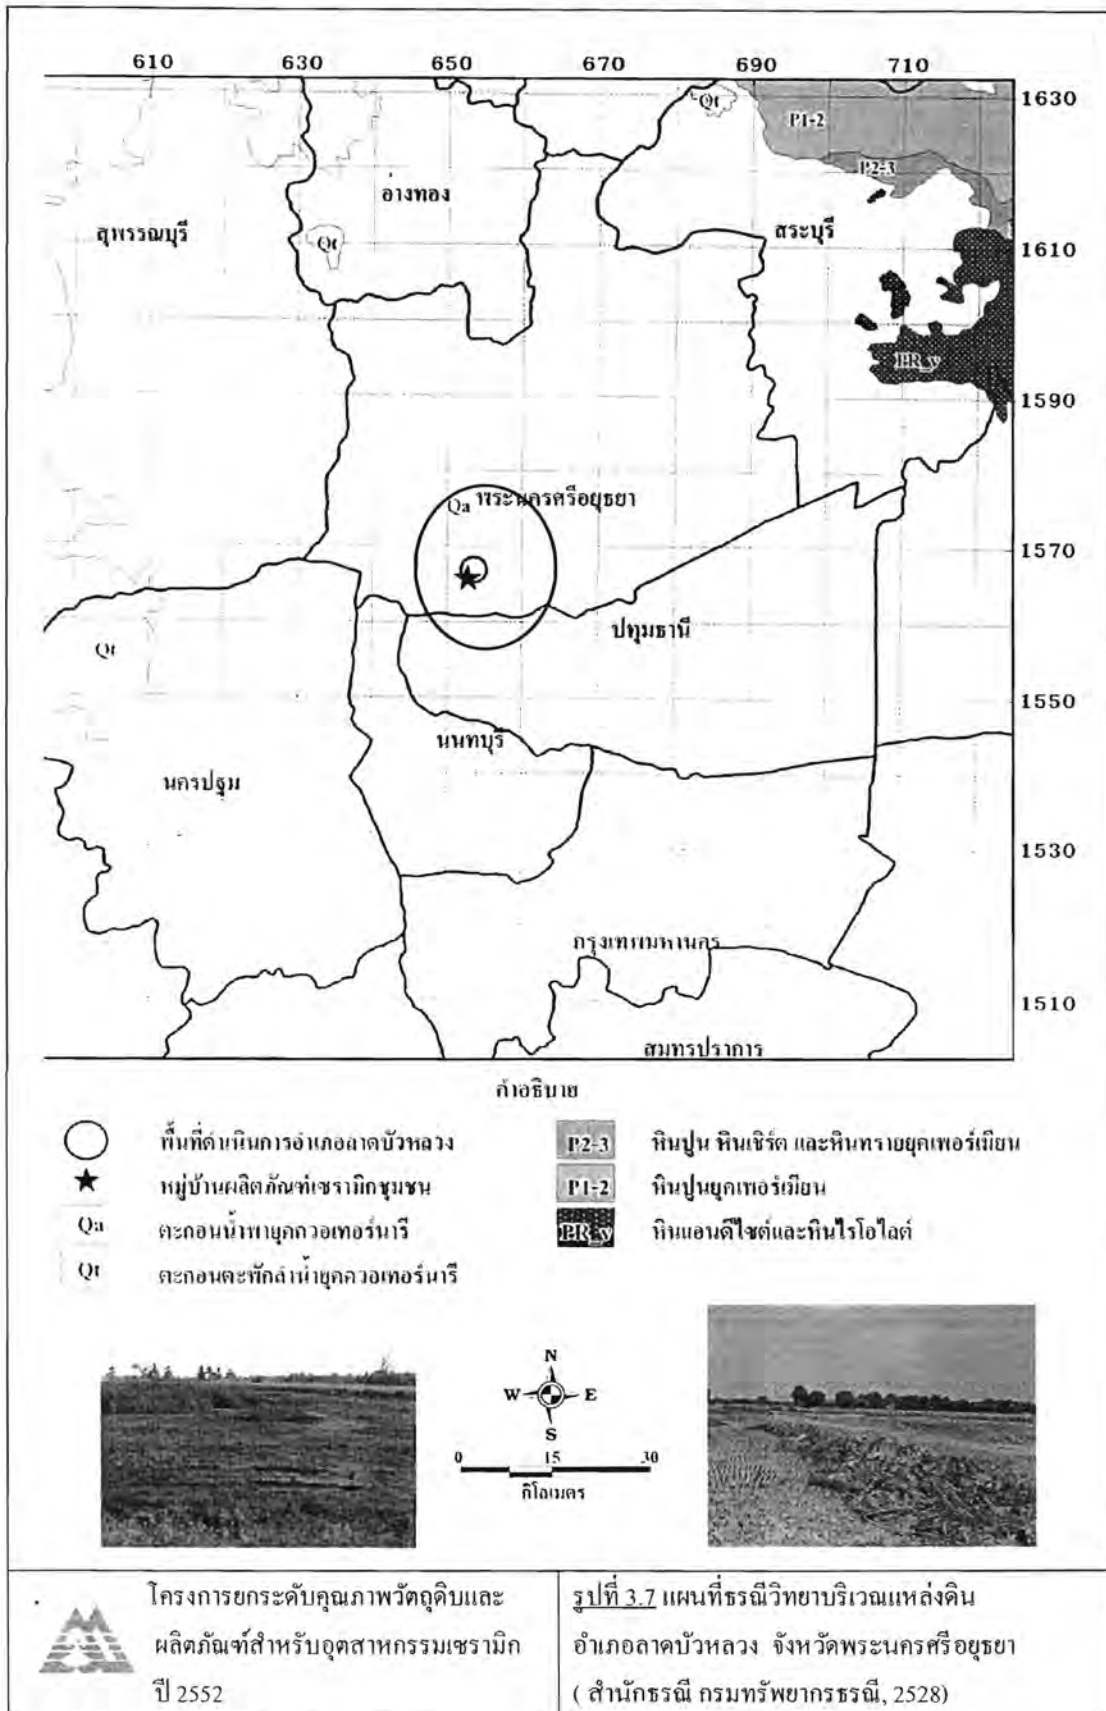 610 630 650 670 690 710
1630
Qt
P1-2
P2-3
อ่างทอง
สุพรรณบุรี
Qt
สระบุรี
1610
PR_v
1590
Qa พระนครศรีอยุธยา
1570
ปทุมธานี
Qt
1550
นนทบุรี
นครปฐม
1530
กรุงเทพมหานคร
1510
สมุทรปราการ
คำอธิบาย
พื้นที่ดำเนินการอำเภอลาดบัวหลวง
หมู่บ้านผลิตภัณฑ์เซรามิกชุมชน
Qa ตะกอนน้ำพายุคควอเทอร์นารี
Qt ตะกอนตะพักลำน้ำยุคควอเทอร์นารี
P2-3 หินปูน หินเชิร์ต และหินทรายยุคเพอร์เมียน
P1-2 หินปูนยุคเพอร์เมียน
PR_v หินแอนดีไซต์และหินไรโอไลต์
N
W E
S
0 15 30
กิโลเมตร
โครงการยกระดับคุณภาพวัตถุดิบและ
ผลิตภัณฑ์สำหรับอุตสาหกรรมเซรามิก
ปี 2552
รูปที่ 3.7 แผนที่ธรณีวิทยาบริเวณแหล่งดิน
อำเภอลาดบัวหลวง จังหวัดพระนครศรีอยุธยา
( สำนักธรณี กรมทรัพยากรธรณี, 2528)